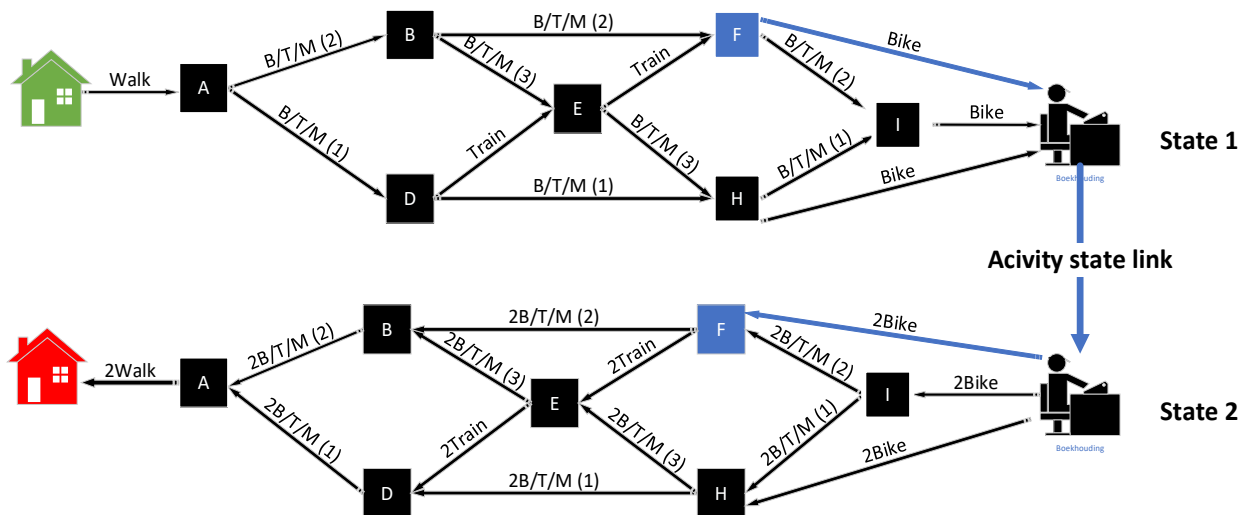 B/T/M (2)
B
B/T/M (2)
F
Bike
Walk
A
B/T/M (3)
Train
B/T/M (2)
E
I
Bike
State 1
B/T/M (1)
Train
B/T/M (3)
B/T/M (1)
Bike
D
B/T/M (1)
H
Boekhouding
Acivity state link
2B/T/M (2)
B
2B/T/M (2)
F
2Bike
2Walk
A
2B/T/M (3)
2Train
2B/T/M (2)
E
I
2Bike
State 2
2B/T/M (1)
2Train
2B/T/M (3)
2B/T/M (1)
2Bike
D
2B/T/M (1)
H
Boekhouding